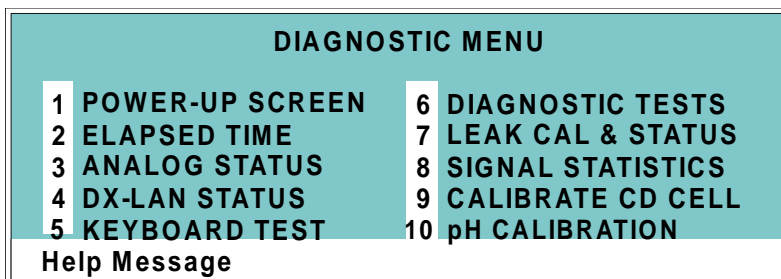 DIAGNOSTIC MENU
1 POWER-UP SCREEN
2 ELAPSED TIME
3 ANALOG STATUS
4 DX-LAN STATUS
5 KEYBOARD TEST
6 DIAGNOSTIC TESTS
7 LEAK CAL & STATUS
8 SIGNAL STATISTICS
9 CALIBRATE CD CELL
10 pH CALIBRATION
Help Message